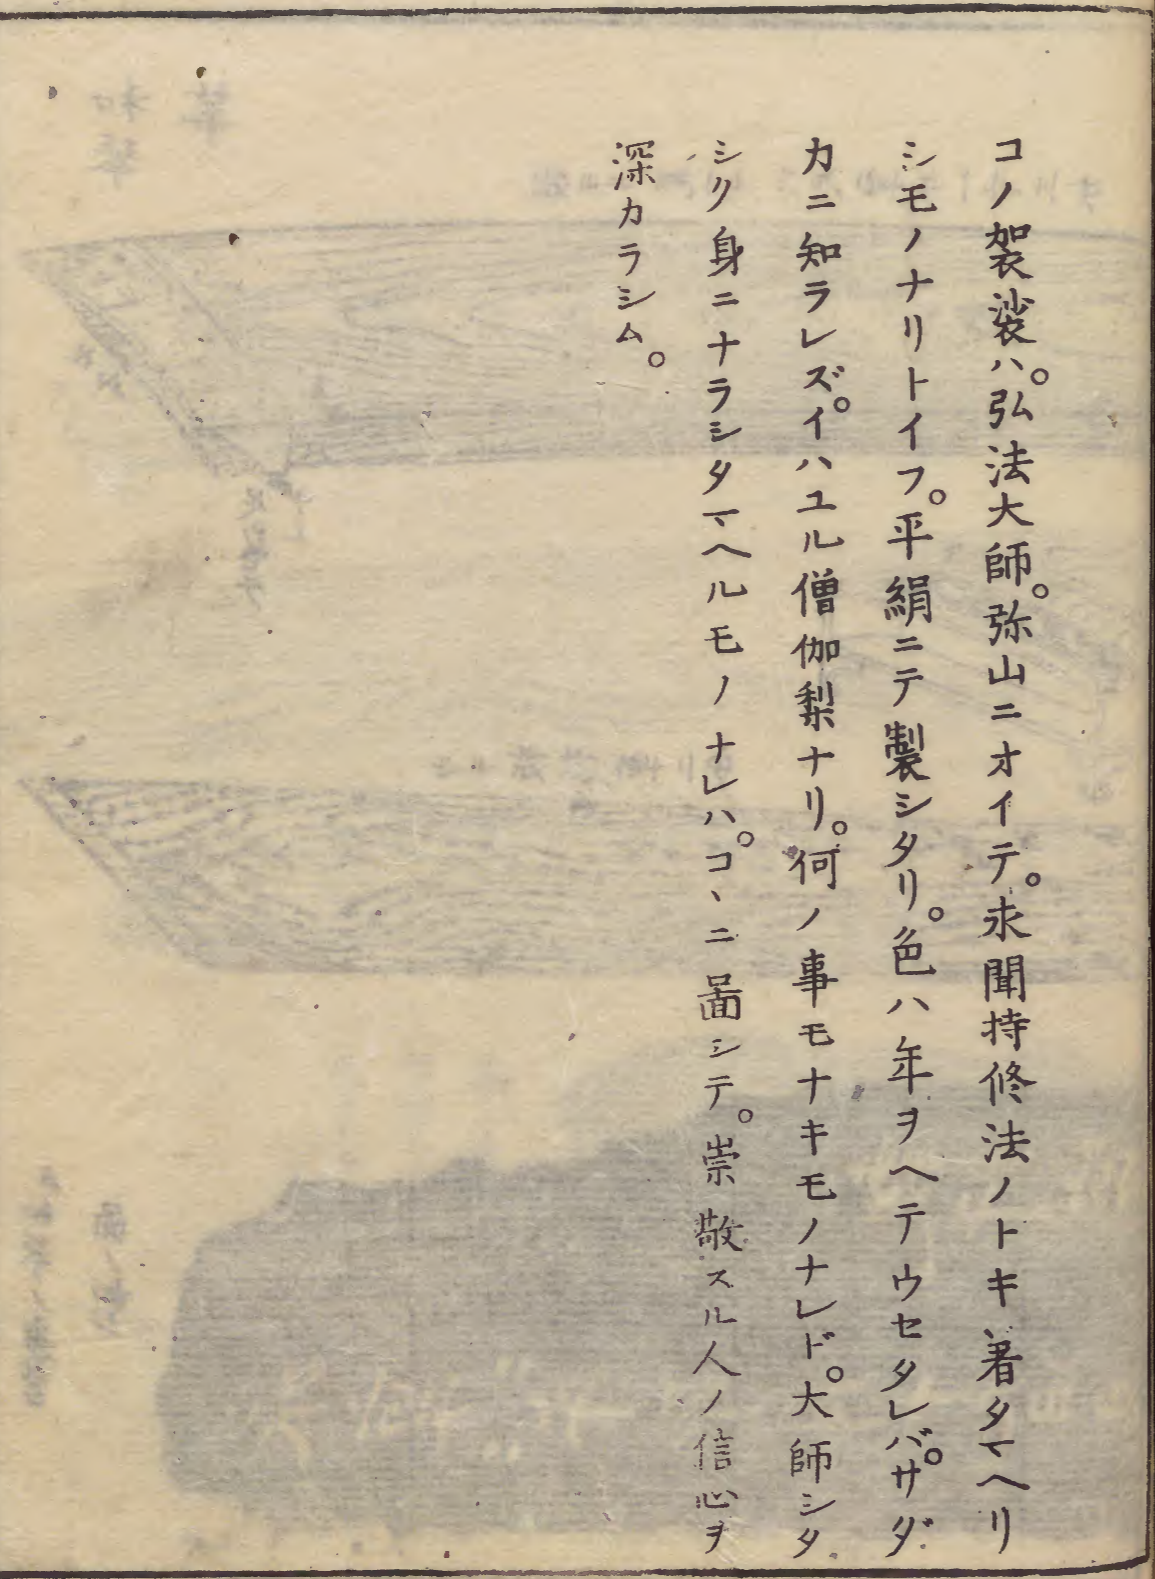 コノ袈裟ハ。弘法大師。弥山ニオイテ。求聞持修法ノトキ着タマヘリ
シモノナリトイフ。平絹ニテ製シタリ。色ハ年ヲヘテウセタレバ。サダ
カニ知ラレズ。イハユル僧伽梨ナリ。何ノ事モナキモノナレド。大師シタ
シク身ニナラシタマヘルモノナレハ。コヽニ啚シテ。崇敬スル人ノ信心ヲ
深カラシム。